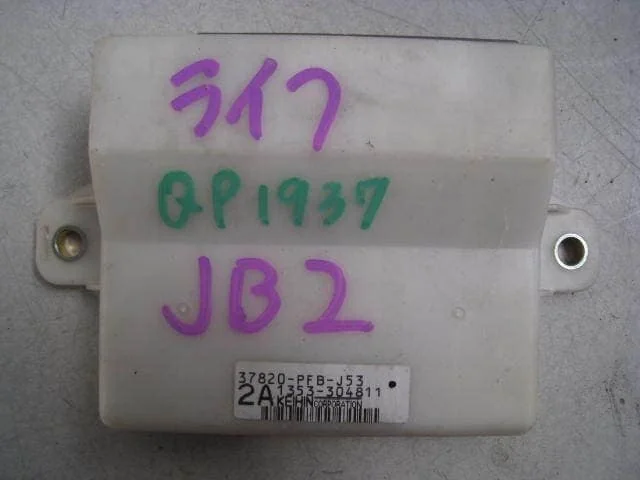 ライフ
QP1937
JB2
37820-PFB-J53
2A 1353-304811
KEIHIN CORPORATION